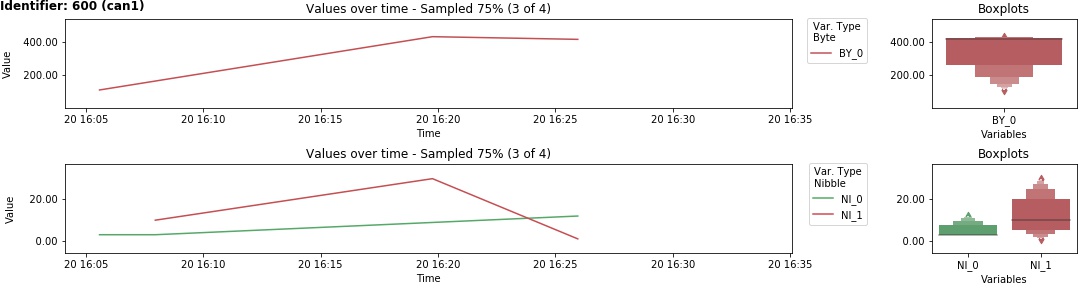 Identifier: 600 (can1)
Values over time - Sampled 75% (3 of 4)
Boxplots
Value
400.00
200.00
20 16:05 20 16:10 20 16:15 20 16:20 20 16:25 20 16:30 20 16:35
Time
Var. Type
Byte
BY_0
400.00
200.00
BY_0
Variables
Values over time - Sampled 75% (3 of 4)
Boxplots
Value
20.00
0.00
20 16:05 20 16:10 20 16:15 20 16:20 20 16:25 20 16:30 20 16:35
Time
Var. Type
Nibble
NI_0
NI_1
20.00
0.00
NI_0 NI_1
Variables